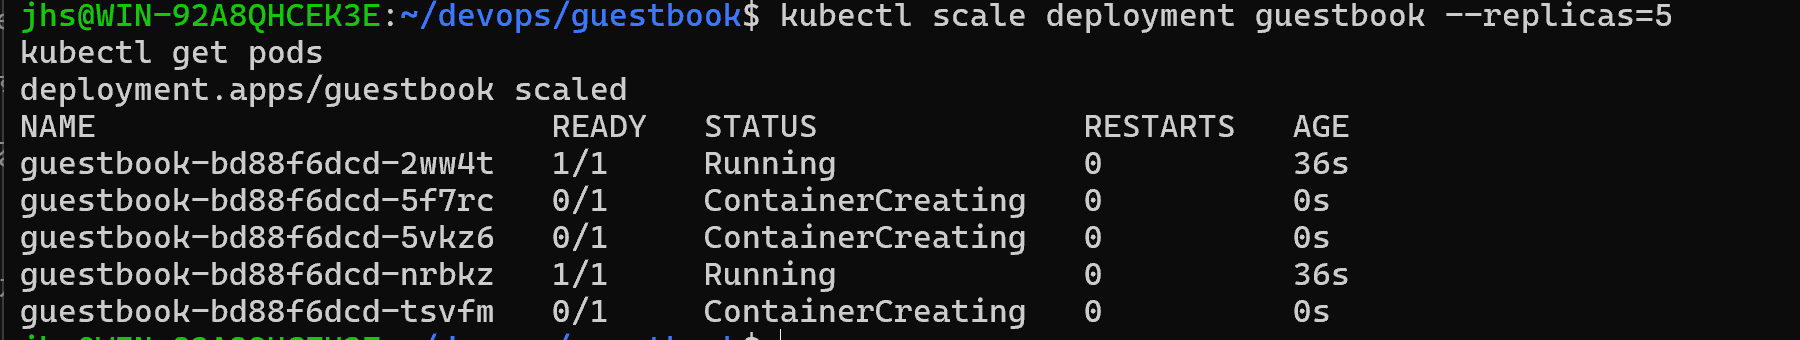 jhs@WIN-92A8QHCEK3E:~/devops/guestbook$ kubectl scale deployment guestbook --replicas=5
kubectl get pods
deployment.apps/guestbook scaled
NAME                         READY   STATUS              RESTARTS   AGE
guestbook-bd88f6dcd-2ww4t   1/1     Running             0          36s
guestbook-bd88f6dcd-5f7rc   0/1     ContainerCreating   0          0s
guestbook-bd88f6dcd-5vkz6   0/1     ContainerCreating   0          0s
guestbook-bd88f6dcd-nrbkz   1/1     Running             0          36s
guestbook-bd88f6dcd-tsvfm   0/1     ContainerCreating   0          0s